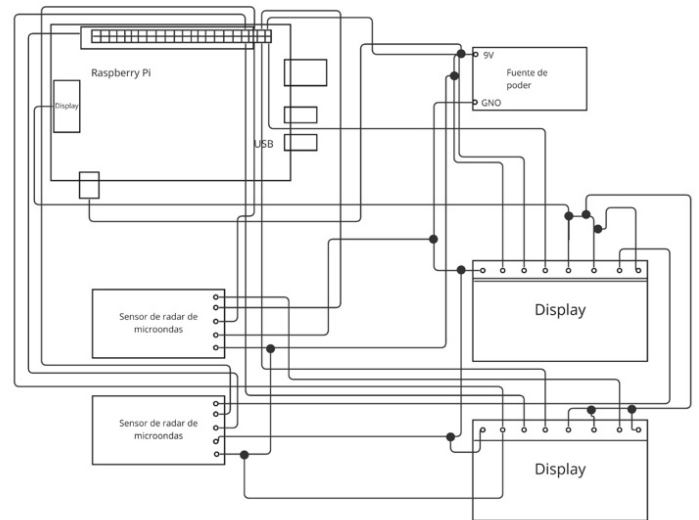 9V
Fuente de
poder
Raspberry Pi
Display
GNO
USB
Display
Sensor de radar de
microondas
Sensor de radar de
microondas
Display